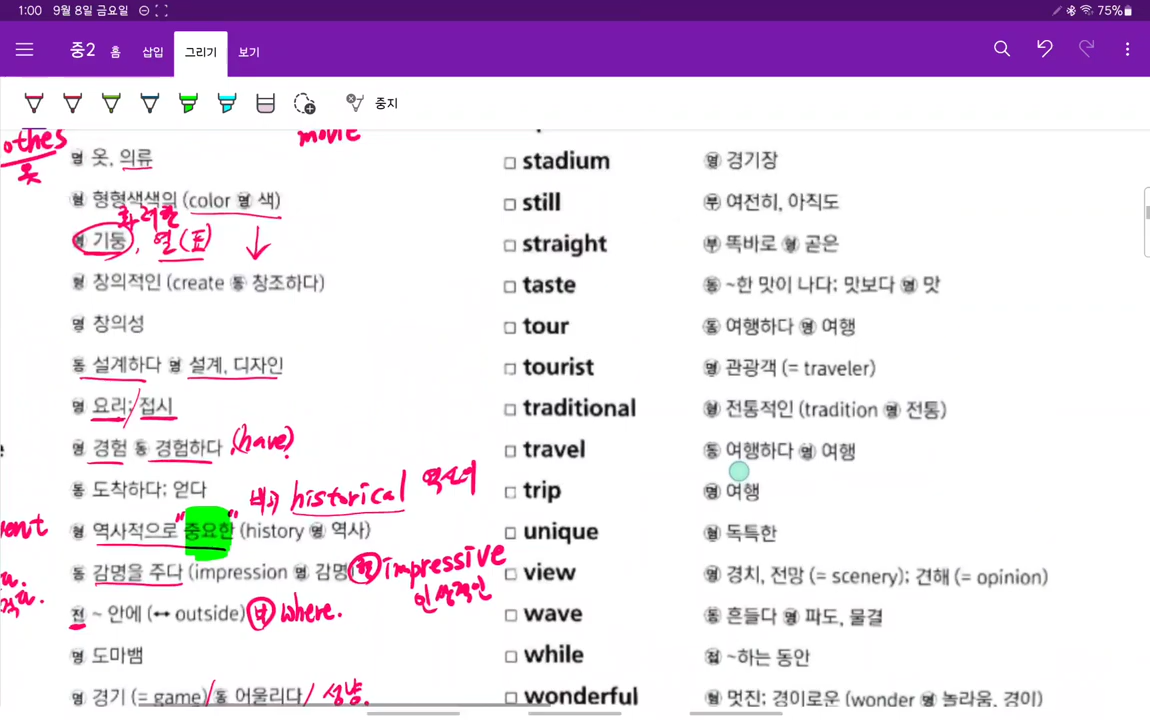 1:00 9월 8일 금요일 75%
중2 홈 삽입 그리기 보기
중지
othes
옷
movie
명 옷, 의류
형 형형색색의 (color 명 색)
화려한
명 기둥, 열(표)
형 창의적인 (create 동 창조하다)
명 창의성
동 설계하다 명 설계, 디자인
명 요리; 접시
명 경험 동 경험하다 (have)
동 도착하다; 얻다
비교 historical 역사적
형 역사적으로 "중요한" (history 명 역사)
동 감명을 주다 (impression 명 감명 형 impressive
인상적인
전 ~ 안에 (↔ outside) 부 where.
명 도마뱀
명 경기 (= game) / 동 어울리다 / 성냥.
□ stadium 명 경기장
□ still 부 여전히, 아직도
□ straight 부 똑바로 형 곧은
□ taste 동 ~한 맛이 나다; 맛보다 명 맛
□ tour 동 여행하다 명 여행
□ tourist 명 관광객 (= traveler)
□ traditional 형 전통적인 (tradition 명 전통)
□ travel 동 여행하다 명 여행
□ trip 명 여행
□ unique 형 독특한
□ view 명 경치, 전망 (= scenery); 견해 (= opinion)
□ wave 동 흔들다 명 파도, 물결
□ while 접 ~하는 동안
□ wonderful 형 멋진; 경이로운 (wonder 명 놀라움, 경이)